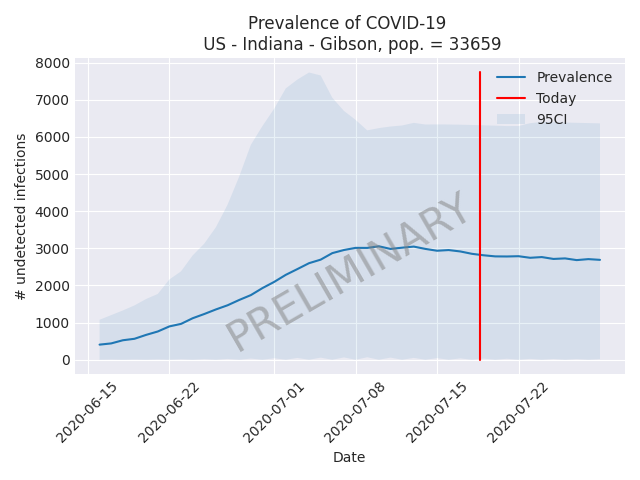 Prevalence of COVID-19
US - Indiana - Gibson, pop. = 33659
8000
7000
6000
5000
4000
3000
2000
1000
0
# undetected infections
Prevalence
Today
95CI
PRELIMINARY
2020-06-15
2020-06-22
2020-07-01
2020-07-08
2020-07-15
2020-07-22
Date